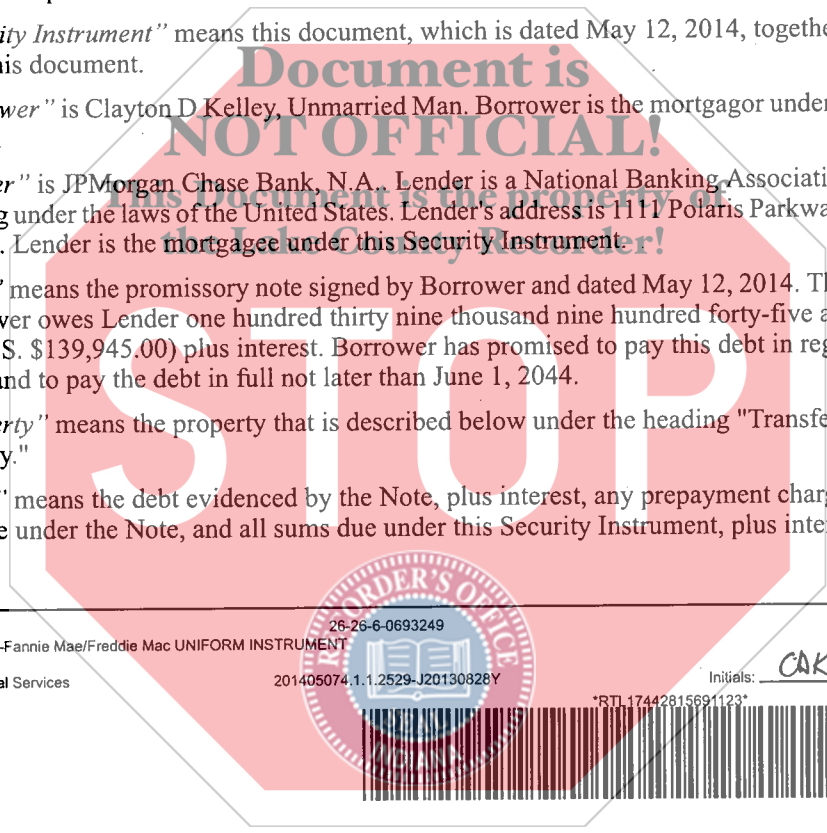 ity Instrument" means this document, which is dated May 12, 2014, togethe
is document.
wer" is Clayton D Kelley, Unmarried Man. Borrower is the mortgagor under
er" is JPMorgan Chase Bank, N.A.. Lender is a National Banking Associati
g under the laws of the United States. Lender's address is 1111 Polaris Parkwa
. Lender is the mortgagee under this Security Instrument.
" means the promissory note signed by Borrower and dated May 12, 2014. Th
ver owes Lender one hundred thirty nine thousand nine hundred forty-five a
S. $139,945.00) plus interest. Borrower has promised to pay this debt in reg
and to pay the debt in full not later than June 1, 2044.
erty" means the property that is described below under the heading "Transfe
y."
" means the debt evidenced by the Note, plus interest, any prepayment charg
e under the Note, and all sums due under this Security Instrument, plus inte
Document is
NOT OFFICIAL!
This Document is the property of
the Lake County Recorder!
STOP
RECORDER'S OFFICE
INDIANA
26-26-6-0693249
-Fannie Mae/Freddie Mac UNIFORM INSTRUMENT
al Services
201405074.1.1.2529-J20130828Y
Initials: CDK
*RTL17442815691123*